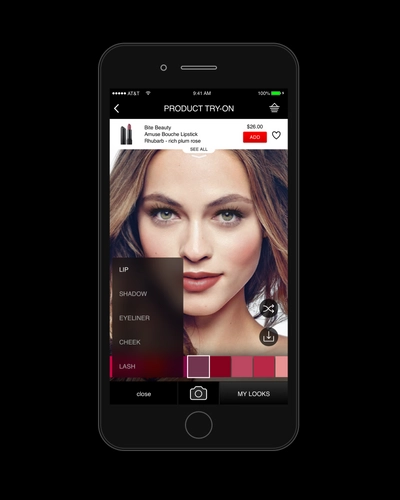 AT&T 9:41 AM 100%
PRODUCT TRY-ON
Bite Beauty
Amuse Bouche Lipstick
Rhubarb - rich plum rose
$26.00
ADD
SEE ALL
LIP
SHADOW
EYELINER
CHEEK
LASH
close
MY LOOKS